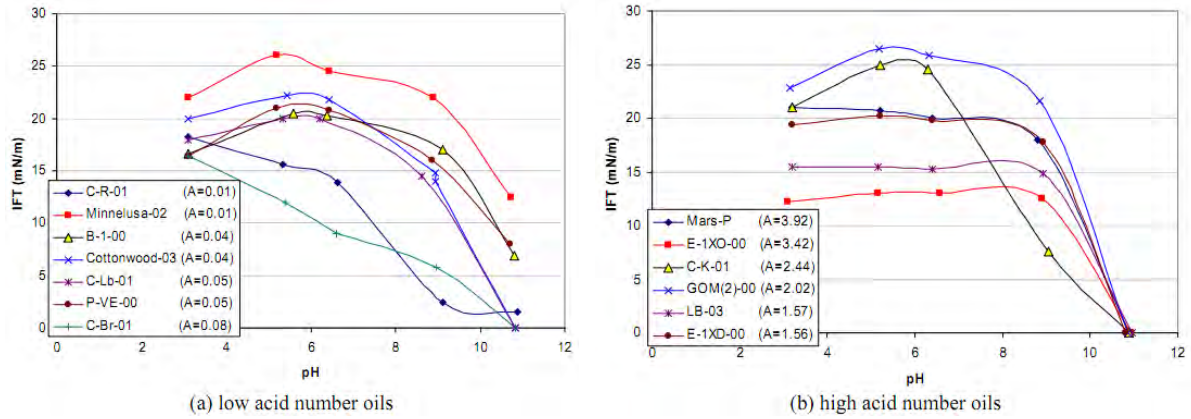 30
25
20
15
10
5
0
IFT (mN/m)
C-R-01 (A=0.01)
Minnelusa-02 (A=0.01)
B-1-00 (A=0.04)
Cottonwood-03 (A=0.04)
C-Lb-01 (A=0.05)
P-VE-00 (A=0.05)
C-Br-01 (A=0.08)
0 2 4 6 8 10 12
pH
(a) low acid number oils
30
25
20
15
10
5
0
IFT (mN/m)
Mars-P (A=3.92)
E-1XO-00 (A=3.42)
C-K-01 (A=2.44)
GOM(2)-00 (A=2.02)
LB-03 (A=1.57)
E-1XD-00 (A=1.56)
0 2 4 6 8 10 12
pH
(b) high acid number oils